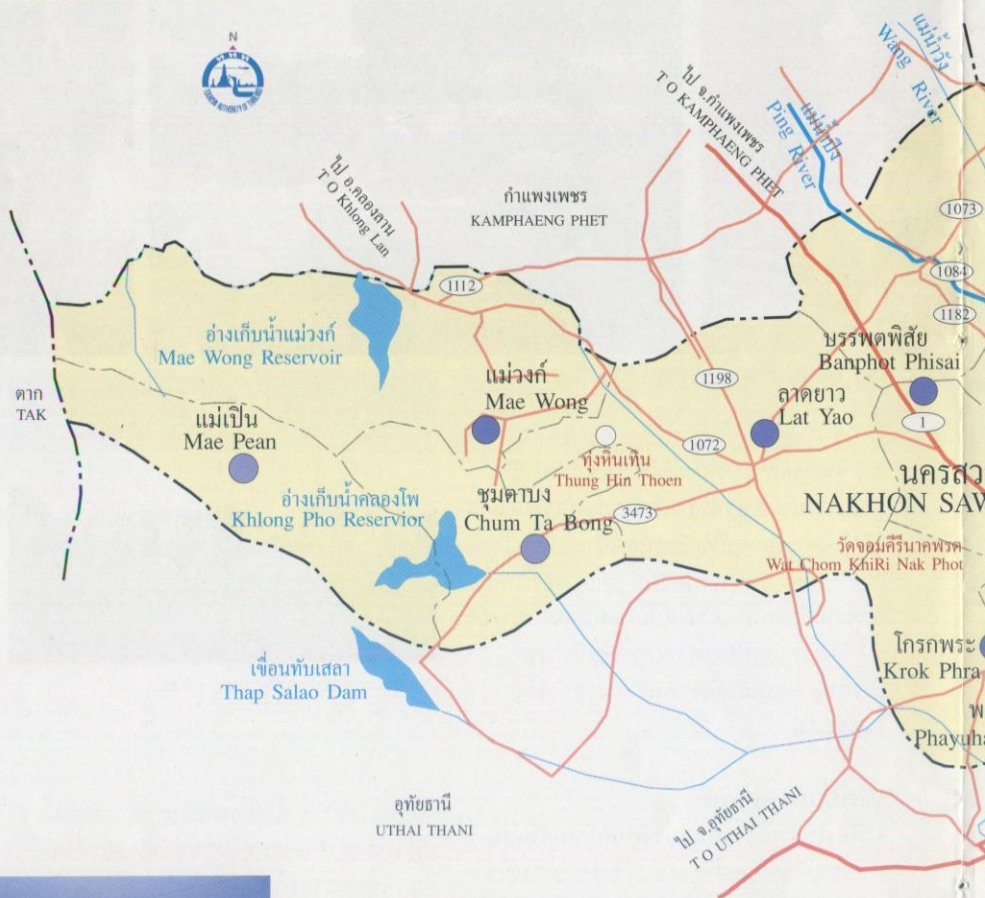 N
ททท
TOURISM AUTHORITY OF THAILAND
แม่น้ำวัง
Wang River
ไป จ.กำแพงเพชร
TO KAMPHAENG PHET
แม่น้ำปิง
Ping River
ไป อ.คลองลาน
TO Khlong Lan
กำแพงเพชร
KAMPHAENG PHET
1073
1084
1112
1182
อ่างเก็บน้ำแม่วงก์
Mae Wong Reservoir
บรรพตพิสัย
Banphot Phisai
แม่วงก์
Mae Wong
1198
ตาก
TAK
ลาดยาว
Lat Yao
แม่เปิน
Mae Pean
1
1072
ทุ่งหินเทิน
Thung Hin Thoen
นครสว
NAKHON SAW
อ่างเก็บน้ำคลองโพ
Khlong Pho Reservior
ชุมตาบง
Chum Ta Bong
3473
วัดจอมคีรีนาคพรต
Wat Chom KhiRi Nak Phot
โกรกพระ
Krok Phra
เขื่อนทับเสลา
Thap Salao Dam
พ
Phayuha
อุทัยธานี
UTHAI THANI
ไป จ.อุทัยธานี
TO UTHAI THANI